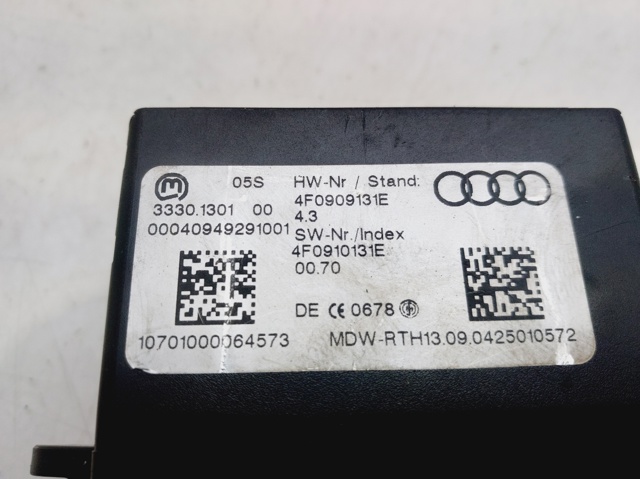 m 05S
3330.1301 00
00040949291001
10701000064573
HW-Nr / Stand:
4F0909131E
4.3
SW-Nr./Index
4F0910131E
00.70
DE CE 0678
MDW-RTH13.09.0425010572